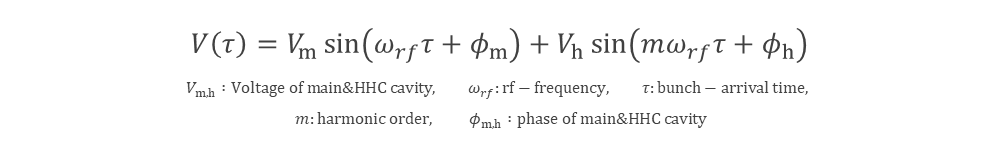 V(τ) = V_m sin(ω_rf τ + ϕ_m) + V_h sin(mω_rf τ + ϕ_h)
V_m,h : Voltage of main&HHC cavity, ω_rf: rf − frequency, τ: bunch − arrival time,
m: harmonic order, ϕ_m,h : phase of main&HHC cavity